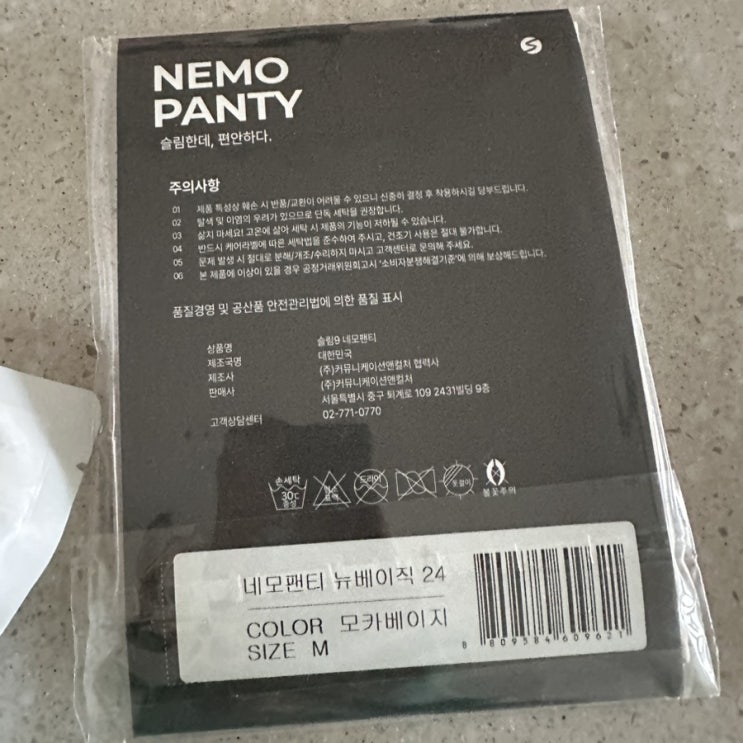 NEMO
PANTY
슬림한데, 편안하다.
주의사항
01 제품 특성상 훼손 시 반품/교환이 어려울 수 있으니 신중히 결정 후 착용하시길 당부드립니다.
02 탈색 및 이염의 우려가 있으므로 단독 세탁을 권장합니다.
03 삶지 마세요! 고온에 삶아 세탁 시 제품의 기능이 저하될 수 있습니다.
04 반드시 케어라벨에 따른 세탁법을 준수하여 주시고, 건조기 사용은 절대 불가합니다.
05 문제 발생 시 절대로 분해/개조/수리하지 마시고 고객센터로 문의해 주세요.
06 본 제품에 이상이 있을 경우 공정거래위원회고시 '소비자분쟁해결기준'에 의해 보상해드립니다.
품질경영 및 공산품 안전관리법에 의한 품질 표시
상품명 슬림9 네모팬티
제조국명 대한민국
제조사 (주)커뮤니케이션앤컬처 협력사
판매사 (주)커뮤니케이션앤컬처
서울특별시 중구 퇴계로 109 2431빌딩 9층
고객상담센터 02-771-0770
손세탁
30℃
중성
드라이
옷걸이
불꽃주의
네모팬티 뉴베이직 24
COLOR 모카베이지
SIZE M
8 809584 609621